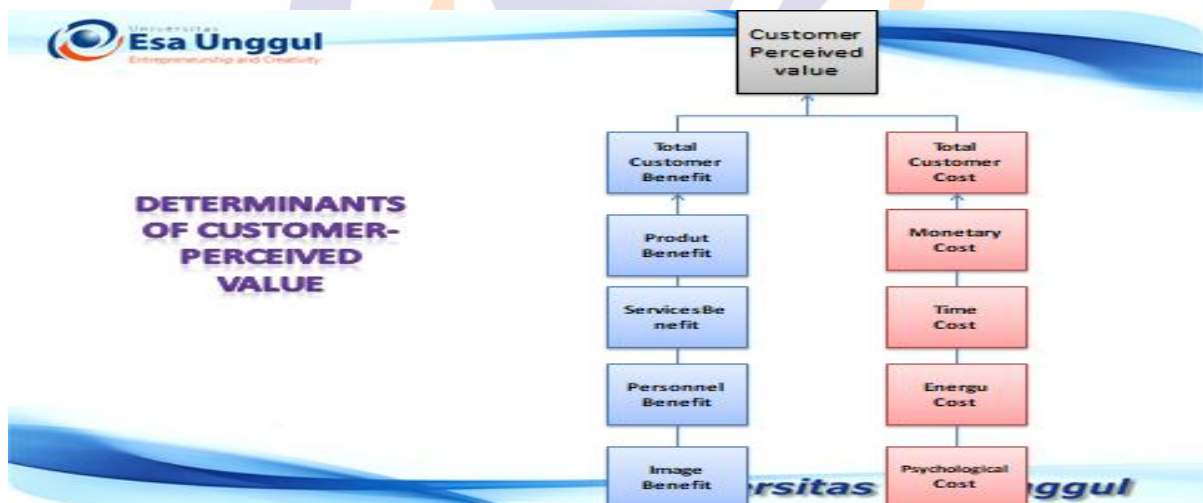 Universitas
Esa Unggul
Entrepreneurship and Creativity
Customer
Perceived
value
DETERMINANTS
OF CUSTOMER-
PERCEIVED
VALUE
Total
Customer
Benefit
Total
Customer
Cost
Produt
Benefit
Monetary
Cost
ServicesBe
nefit
Time
Cost
Personnel
Benefit
Energu
Cost
Image
Benefit
Psychological
Cost
rsitas
ggul